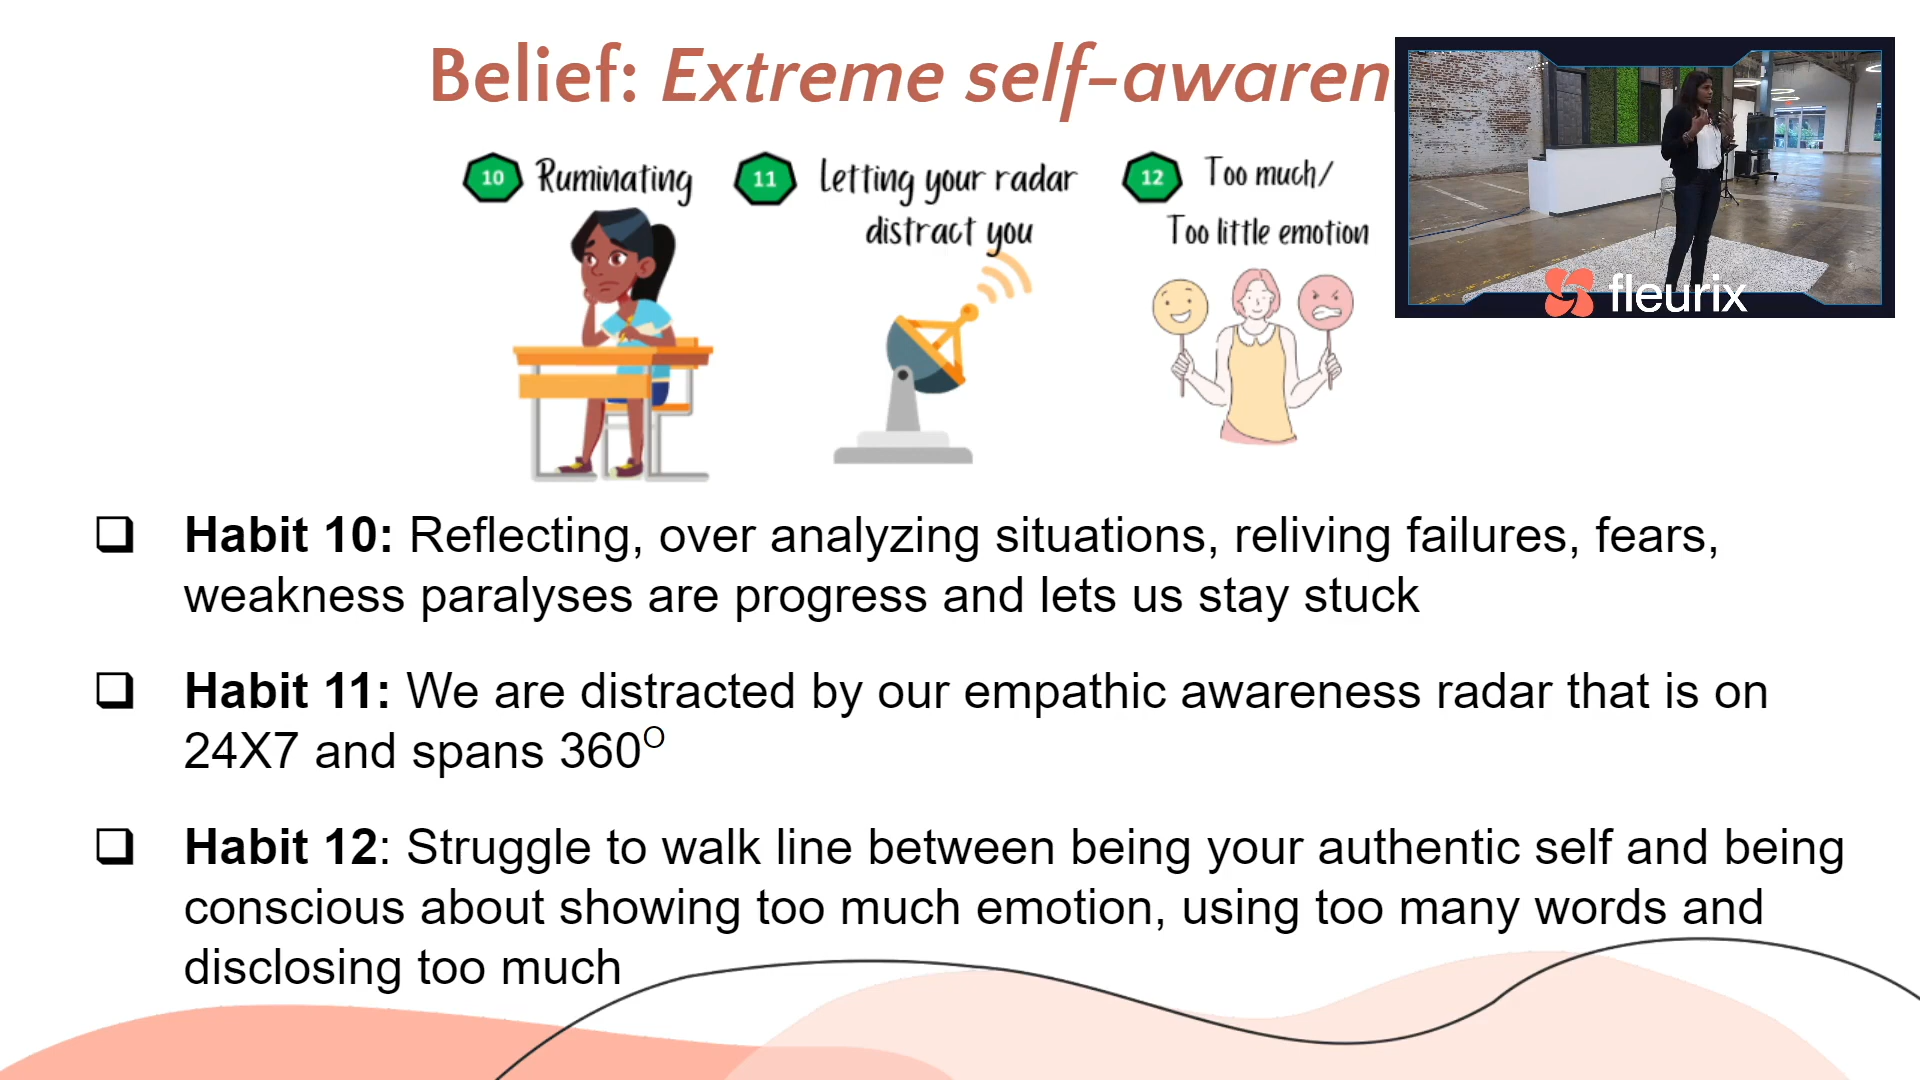 Belief: Extreme self-awaren
10 Ruminating
11 Letting your radar
distract you
12 Too much/
Too little emotion
fleurix
Habit 10: Reflecting, over analyzing situations, reliving failures, fears,
weakness paralyses are progress and lets us stay stuck
Habit 11: We are distracted by our empathic awareness radar that is on
24X7 and spans 360°
Habit 12: Struggle to walk line between being your authentic self and being
conscious about showing too much emotion, using too many words and
disclosing too much